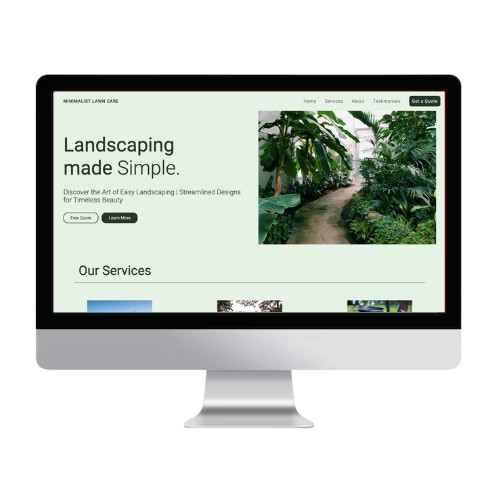 MINIMALIST LAWN CARE
Home Services About Testimonials Get a Quote
Landscaping
made Simple.
Discover the Art of Easy Landscaping | Streamlined Designs
for Timeless Beauty
Free Quote Learn More
Our Services